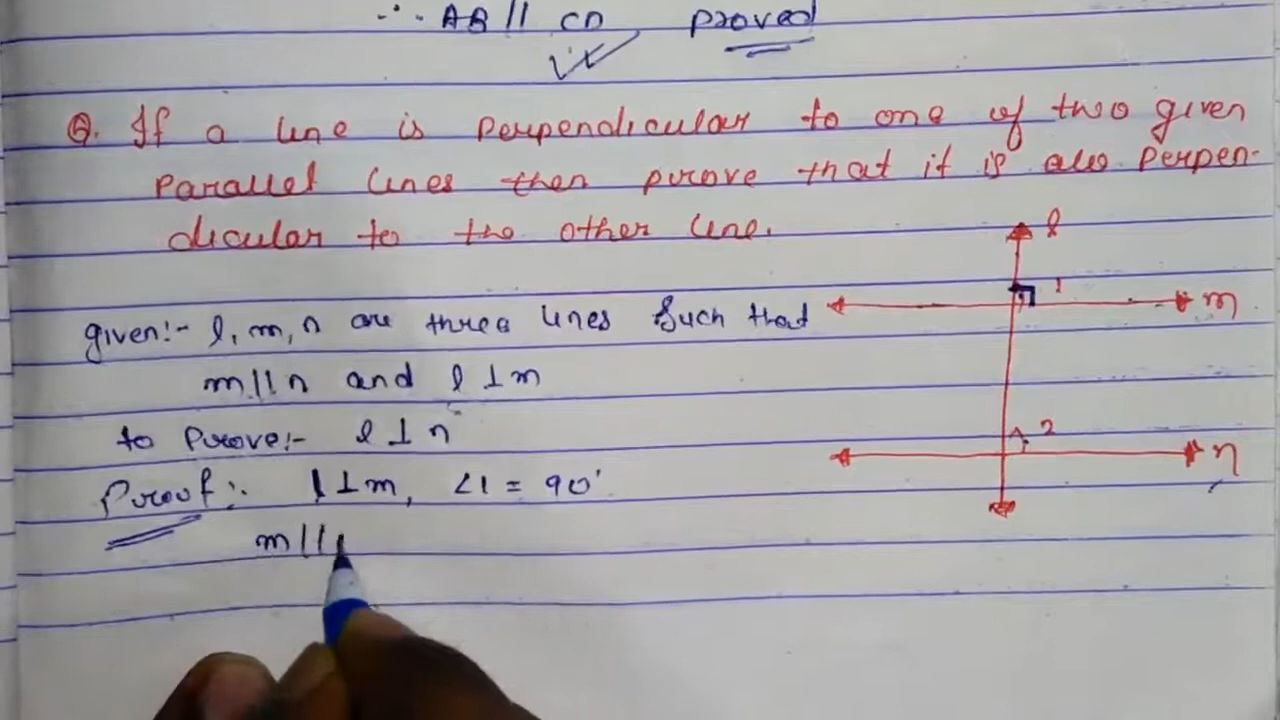 ∴ AB || CD proved
Q. If a line is perpendicular to one of two given
parallel lines then prove that it is also perpen-
dicular to the other line.
l
1
m
given:- l, m, n are three lines such that
m || n and l ⊥ m
to prove:- l ⊥ n
2
n
Proof:- l ⊥ m, ∠1 = 90°
m ||